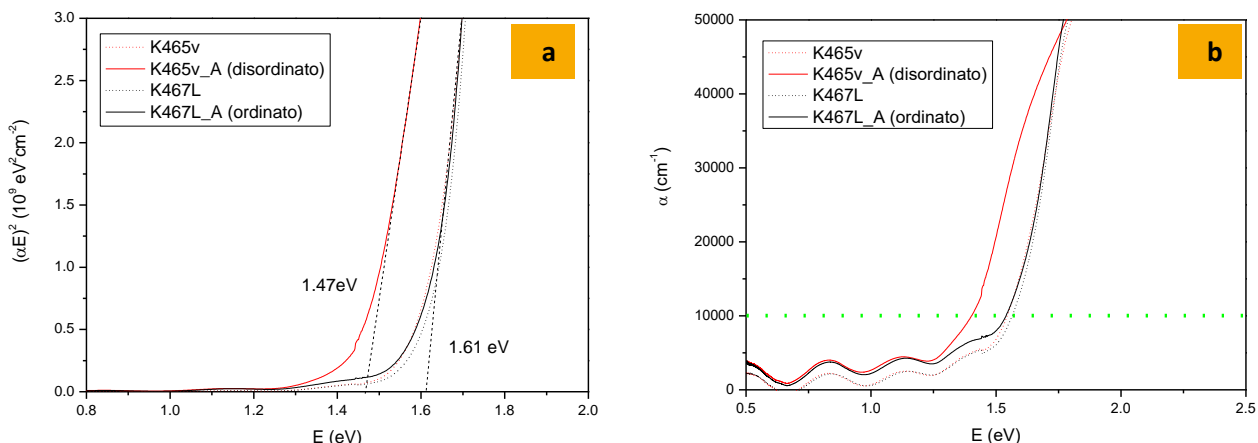 a
K465v
K465v_A (disordinato)
K467L
K467L_A (ordinato)
(αE)² (10⁹ eV²cm-²)
3.0
2.5
2.0
1.5
1.0
0.5
0.0
1.47eV
1.61 eV
0.8 1.0 1.2 1.4 1.6 1.8 2.0
E (eV)
b
K465v
K465v_A (disordinato)
K467L
K467L_A (ordinato)
α (cm⁻¹)
50000
40000
30000
20000
10000
0
0.5 1.0 1.5 2.0 2.5
E (eV)